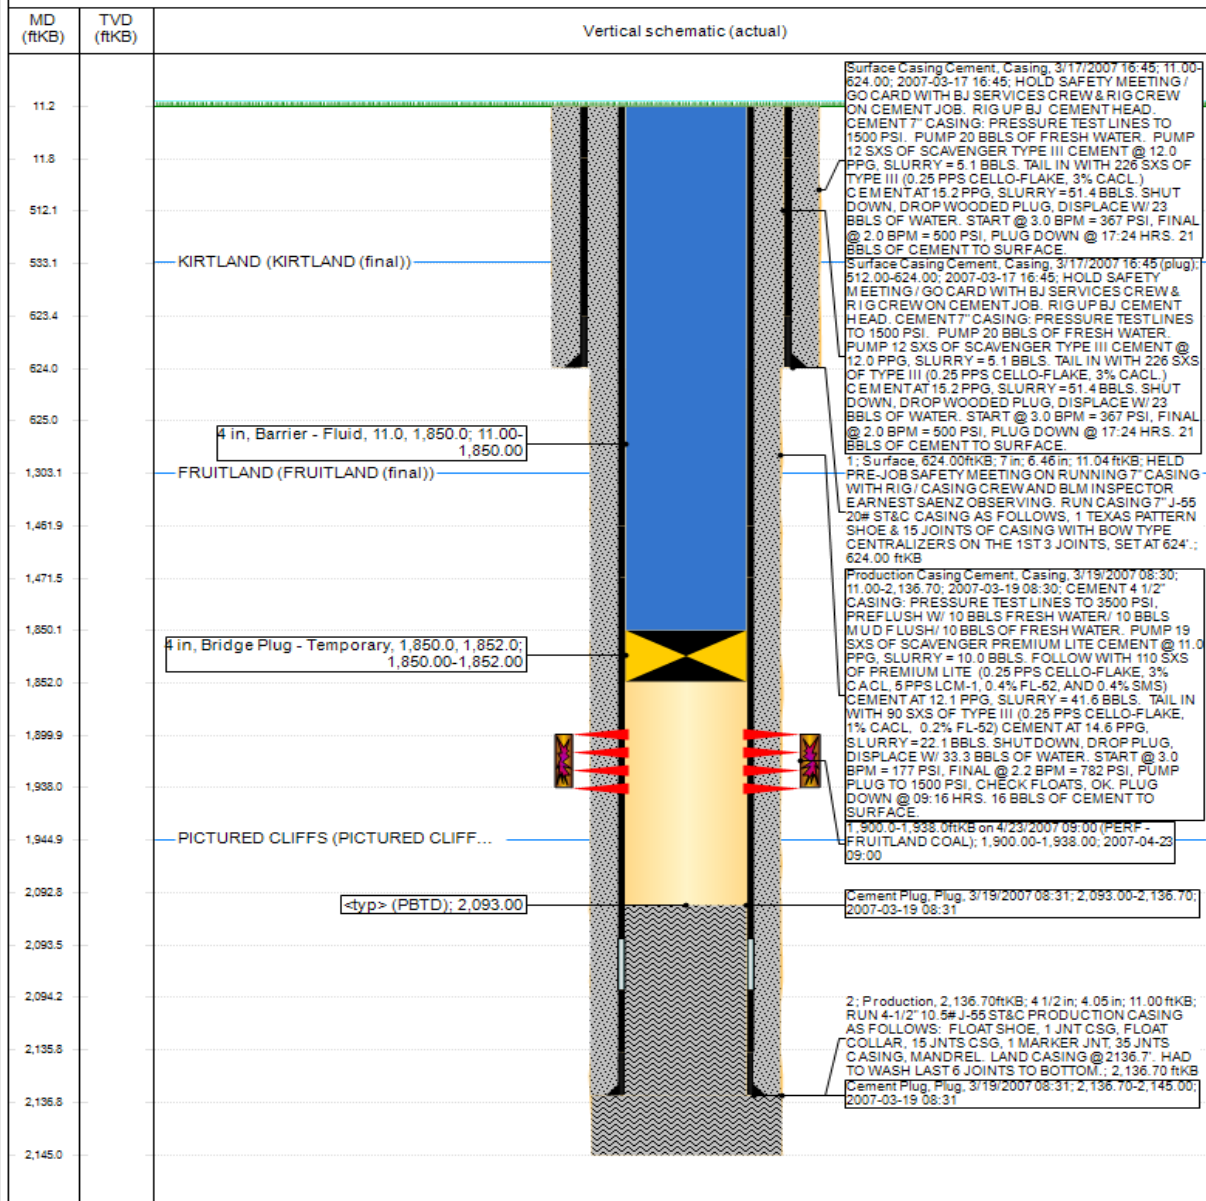 MD
(ftKB)
TVD
(ftKB)
Vertical schematic (actual)
11.2
11.8
512.1
533.1
623.4
624.0
625.0
1,303.1
1,461.9
1,471.5
1,850.1
1,852.0
1,899.9
1,938.0
1,944.9
2,092.8
2,093.5
2,094.2
2,135.8
2,136.8
2,145.0
KIRTLAND (KIRTLAND (final))
4 in, Barrier - Fluid, 11.0, 1,850.0; 11.00-
1,850.00
FRUITLAND (FRUITLAND (final))
4 in, Bridge Plug - Temporary, 1,850.0, 1,852.0;
1,850.00-1,852.00
PICTURED CLIFFS (PICTURED CLIFF...
<typ> (PBTD); 2,093.00
Surface Casing Cement, Casing, 3/17/2007 16:45; 11.00-
624.00; 2007-03-17 16:45; HOLD SAFETY MEETING /
GO CARD WITH BJ SERVICES CREW & RIG CREW
ON CEMENT JOB. RIG UP BJ CEMENT HEAD.
CEMENT 7" CASING: PRESSURE TEST LINES TO
1500 PSI. PUMP 20 BBLS OF FRESH WATER. PUMP
12 SXS OF SCAVENGER TYPE III CEMENT @ 12.0
PPG, SLURRY = 5.1 BBLS. TAIL IN WITH 226 SXS OF
TYPE III (0.25 PPS CELLO-FLAKE, 3% CACL.)
CEMENT AT 15.2 PPG, SLURRY = 51.4 BBLS. SHUT
DOWN, DROP WOODED PLUG, DISPLACE W/ 23
BBLS OF WATER. START @ 3.0 BPM = 367 PSI, FINAL
@ 2.0 BPM = 500 PSI, PLUG DOWN @ 17:24 HRS. 21
BBLS OF CEMENT TO SURFACE.
Surface Casing Cement, Casing, 3/17/2007 16:45 (plug);
512.00-624.00; 2007-03-17 16:45; HOLD SAFETY
MEETING / GO CARD WITH BJ SERVICES CREW &
RIG CREW ON CEMENT JOB. RIG UP BJ CEMENT
HEAD. CEMENT 7" CASING: PRESSURE TEST LINES
TO 1500 PSI. PUMP 20 BBLS OF FRESH WATER.
PUMP 12 SXS OF SCAVENGER TYPE III CEMENT @
12.0 PPG, SLURRY = 5.1 BBLS. TAIL IN WITH 226 SXS
OF TYPE III (0.25 PPS CELLO-FLAKE, 3% CACL.)
CEMENT AT 15.2 PPG, SLURRY = 51.4 BBLS. SHUT
DOWN, DROP WOODED PLUG, DISPLACE W/ 23
BBLS OF WATER. START @ 3.0 BPM = 367 PSI, FINAL
@ 2.0 BPM = 500 PSI, PLUG DOWN @ 17:24 HRS. 21
BBLS OF CEMENT TO SURFACE.
1; Surface, 624.00ftKB; 7 in; 6.46 in; 11.04 ftKB; HELD
PRE-JOB SAFETY MEETING ON RUNNING 7" CASING
WITH RIG / CASING CREW AND BLM INSPECTOR
EARNEST SAENZ OBSERVING. RUN CASING 7" J-55
20# ST&C CASING AS FOLLOWS, 1 TEXAS PATTERN
SHOE & 15 JOINTS OF CASING WITH BOW TYPE
CENTRALIZERS ON THE 1ST 3 JOINTS, SET AT 624'.;
624.00 ftKB
Production Casing Cement, Casing, 3/19/2007 08:30;
11.00-2,136.70; 2007-03-19 08:30; CEMENT 4 1/2"
CASING: PRESSURE TEST LINES TO 3500 PSI,
PREFLUSH W/ 10 BBLS FRESH WATER/ 10 BBLS
MUD FLUSH/ 10 BBLS OF FRESH WATER. PUMP 19
SXS OF SCAVENGER PREMIUM LITE CEMENT @ 11.0
PPG, SLURRY = 10.0 BBLS. FOLLOW WITH 110 SXS
OF PREMIUM LITE (0.25 PPS CELLO-FLAKE, 3%
CACL, 5 PPS LCM-1, 0.4% FL-52, AND 0.4% SMS)
CEMENT AT 12.1 PPG, SLURRY = 41.6 BBLS. TAIL IN
WITH 90 SXS OF TYPE III (0.25 PPS CELLO-FLAKE,
1% CACL, 0.2% FL-52) CEMENT AT 14.6 PPG,
SLURRY = 22.1 BBLS. SHUT DOWN, DROP PLUG,
DISPLACE W/ 33.3 BBLS OF WATER. START @ 3.0
BPM = 177 PSI, FINAL @ 2.2 BPM = 782 PSI, PUMP
PLUG TO 1500 PSI, CHECK FLOATS, OK. PLUG
DOWN @ 09:16 HRS. 16 BBLS OF CEMENT TO
SURFACE.
1,900.0-1,938.0ftKB on 4/23/2007 09:00 (PERF -
FRUITLAND COAL); 1,900.00-1,938.00; 2007-04-23
09:00
Cement Plug, Plug, 3/19/2007 08:31; 2,093.00-2,136.70;
2007-03-19 08:31
2; Production, 2,136.70ftKB; 4 1/2 in; 4.05 in; 11.00 ftKB;
RUN 4-1/2" 10.5# J-55 ST&C PRODUCTION CASING
AS FOLLOWS: FLOAT SHOE, 1 JNT CSG, FLOAT
COLLAR, 15 JNTS CSG, 1 MARKER JNT, 35 JNTS
CASING, MANDREL. LAND CASING @ 2136.7'. HAD
TO WASH LAST 6 JOINTS TO BOTTOM.; 2,136.70 ftKB
Cement Plug, Plug, 3/19/2007 08:31; 2,136.70-2,145.00;
2007-03-19 08:31